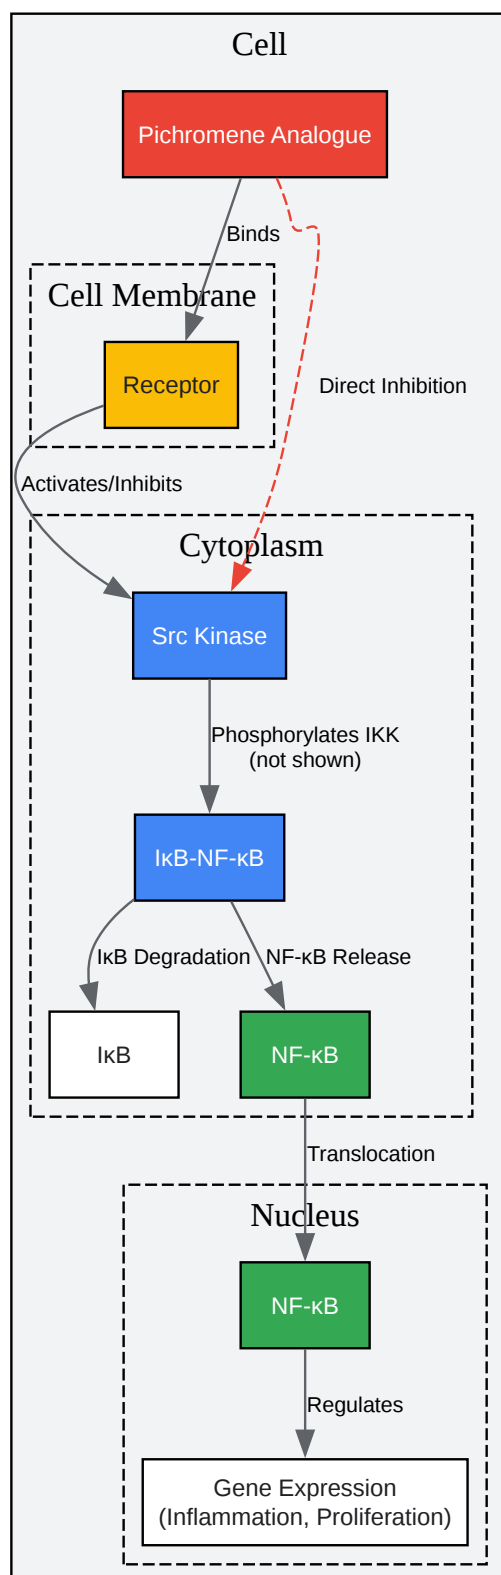 Cell
Pichromene Analogue
Binds
Cell Membrane
Receptor
Direct Inhibition
Activates/Inhibits
Cytoplasm
Src Kinase
Phosphorylates IKK
(not shown)
IκB-NF-κB
IκB Degradation
NF-κB Release
IκB
NF-κB
Translocation
Nucleus
NF-κB
Regulates
Gene Expression
(Inflammation, Proliferation)